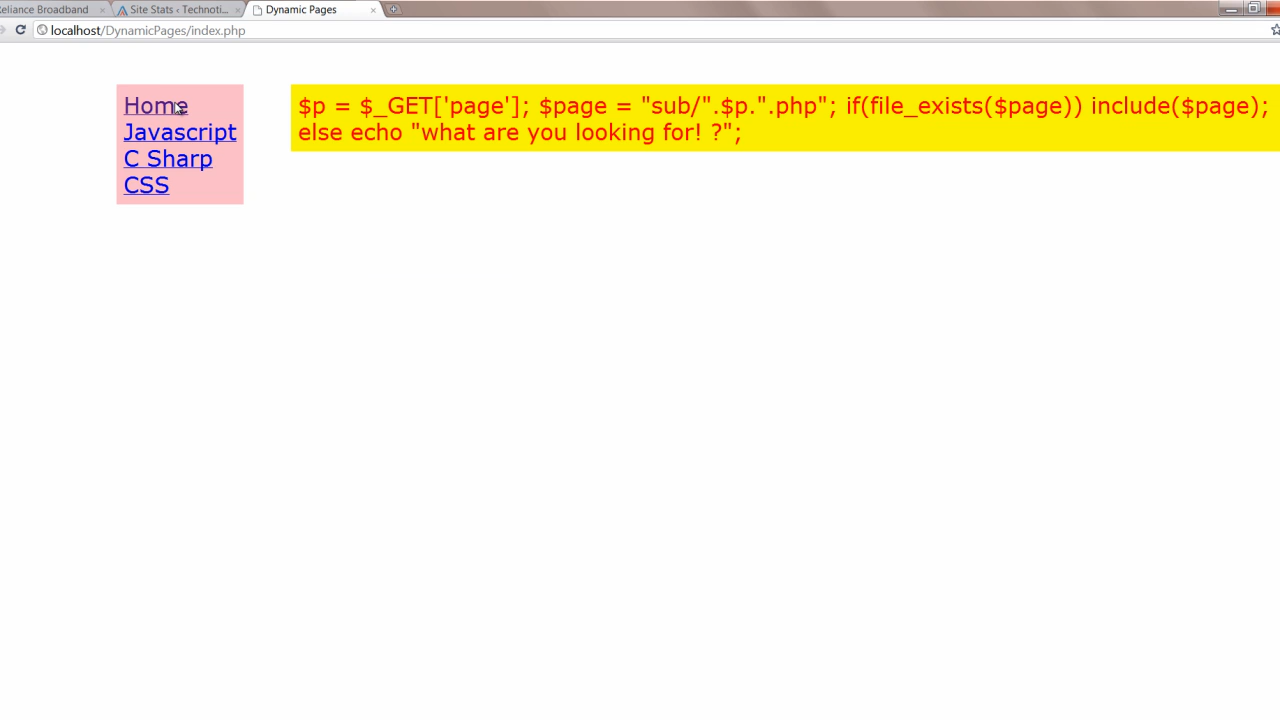 Reliance Broadband
Site Stats ‹ Technoti...
Dynamic Pages
localhost/DynamicPages/index.php
Home
Javascript
C Sharp
CSS
$p = $_GET['page']; $page = "sub/".$p.".php"; if(file_exists($page)) include($page);
else echo "what are you looking for! ?";